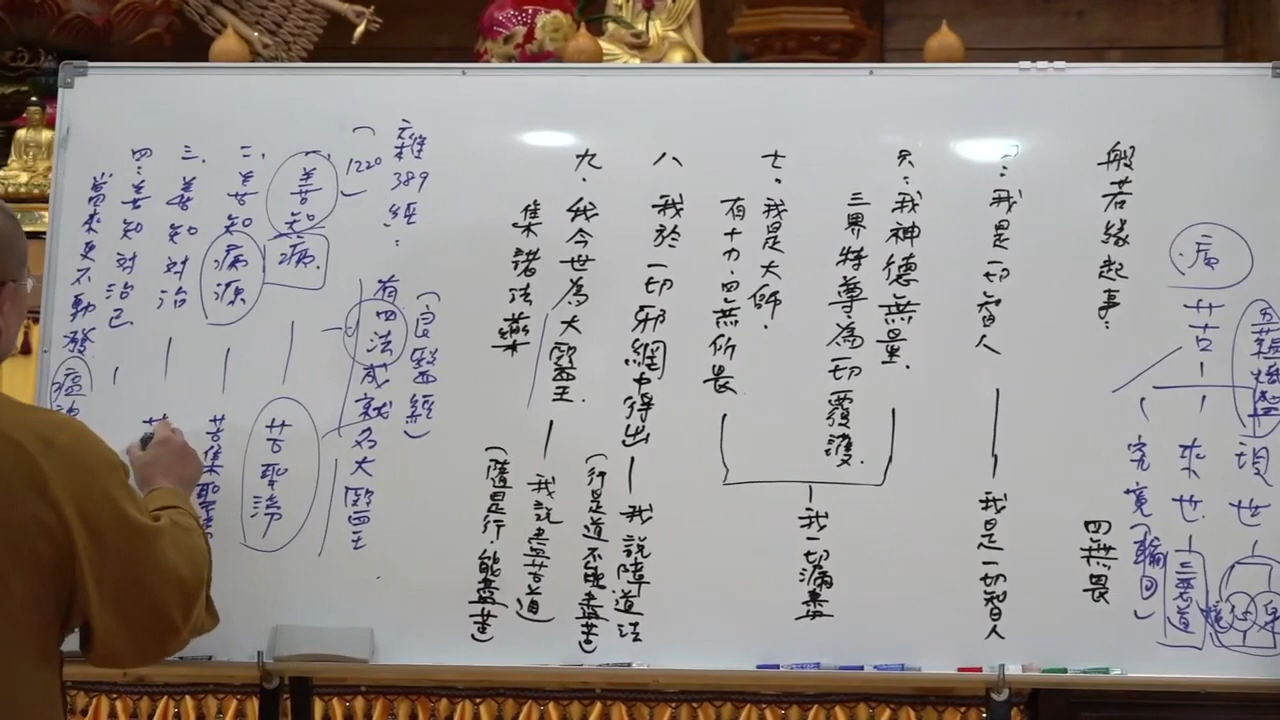 病
苦
五蘊熾盛
現世
來世
三惡道
究竟(輪回)
般若緣起事:
四無畏
我是一切智人
我是一切智人
六:我神德無量.
三界特尊為一切覆護.
我一切漏盡
七。我是大師.
有十力.四無所畏
八 我於一切邪網中得出
我說障道法
(行是道不能盡苦)
九.我今世為大醫王.
集諸法藥
我說盡苦道
(隨是行,能盡苦)
雜389經:
(1220)
(良醫經)
有四法成就名大醫王
一、善知病.
苦聖諦
二、善知病源
苦集聖諦
三、善知對治
苦
四:善知對治已
當來更不動發